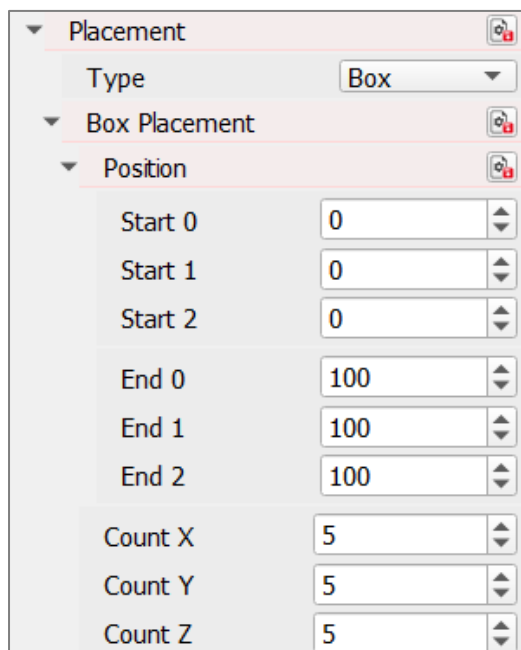 Placement
Type Box
Box Placement
Position
Start 0 0
Start 1 0
Start 2 0
End 0 100
End 1 100
End 2 100
Count X 5
Count Y 5
Count Z 5